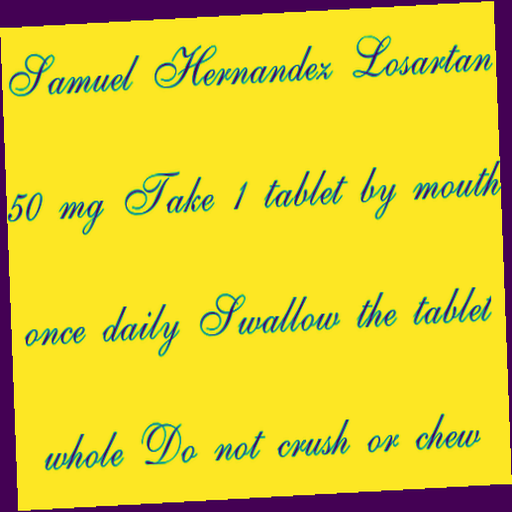 Samuel Hernandez Losartan
50 mg Take 1 tablet by mouth
once daily Swallow the tablet
whole Do not crush or chew